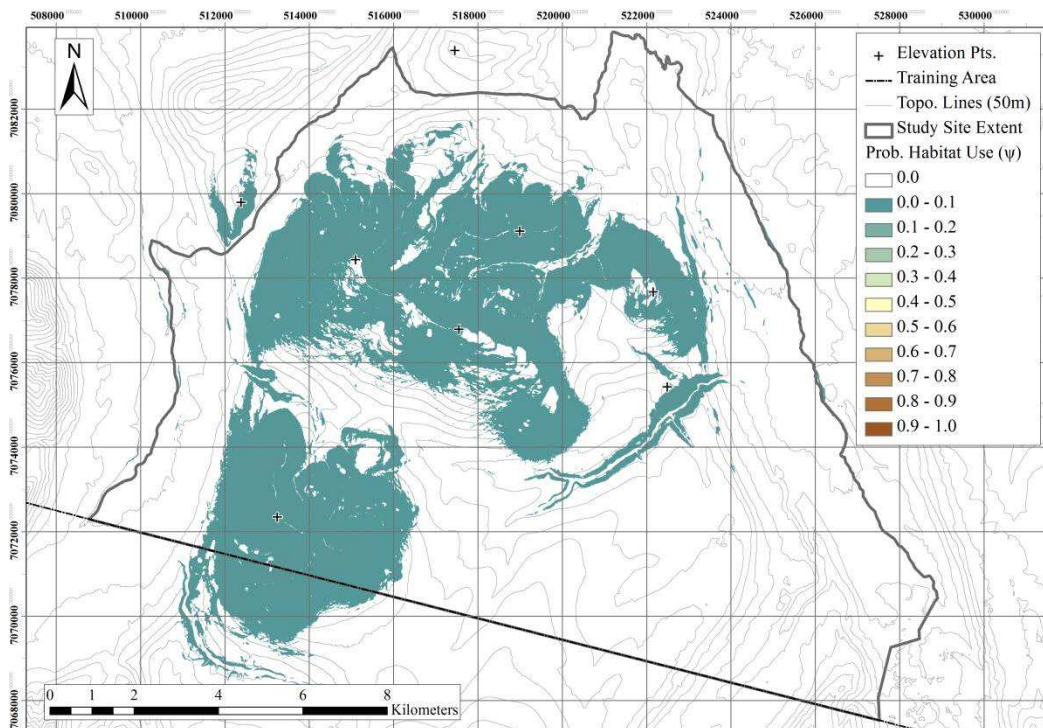 508000 510000 512000 514000 516000 518000 520000 522000 524000 526000 528000 530000
N
Elevation Pts.
Training Area
Topo. Lines (50m)
Study Site Extent
Prob. Habitat Use (ψ)
0.0
0.0 - 0.1
0.1 - 0.2
0.2 - 0.3
0.3 - 0.4
0.4 - 0.5
0.5 - 0.6
0.6 - 0.7
0.7 - 0.8
0.8 - 0.9
0.9 - 1.0
7082000
7080000
7078000
7076000
7074000
7072000
7070000
7068000
0 1 2 4 6 8
Kilometers